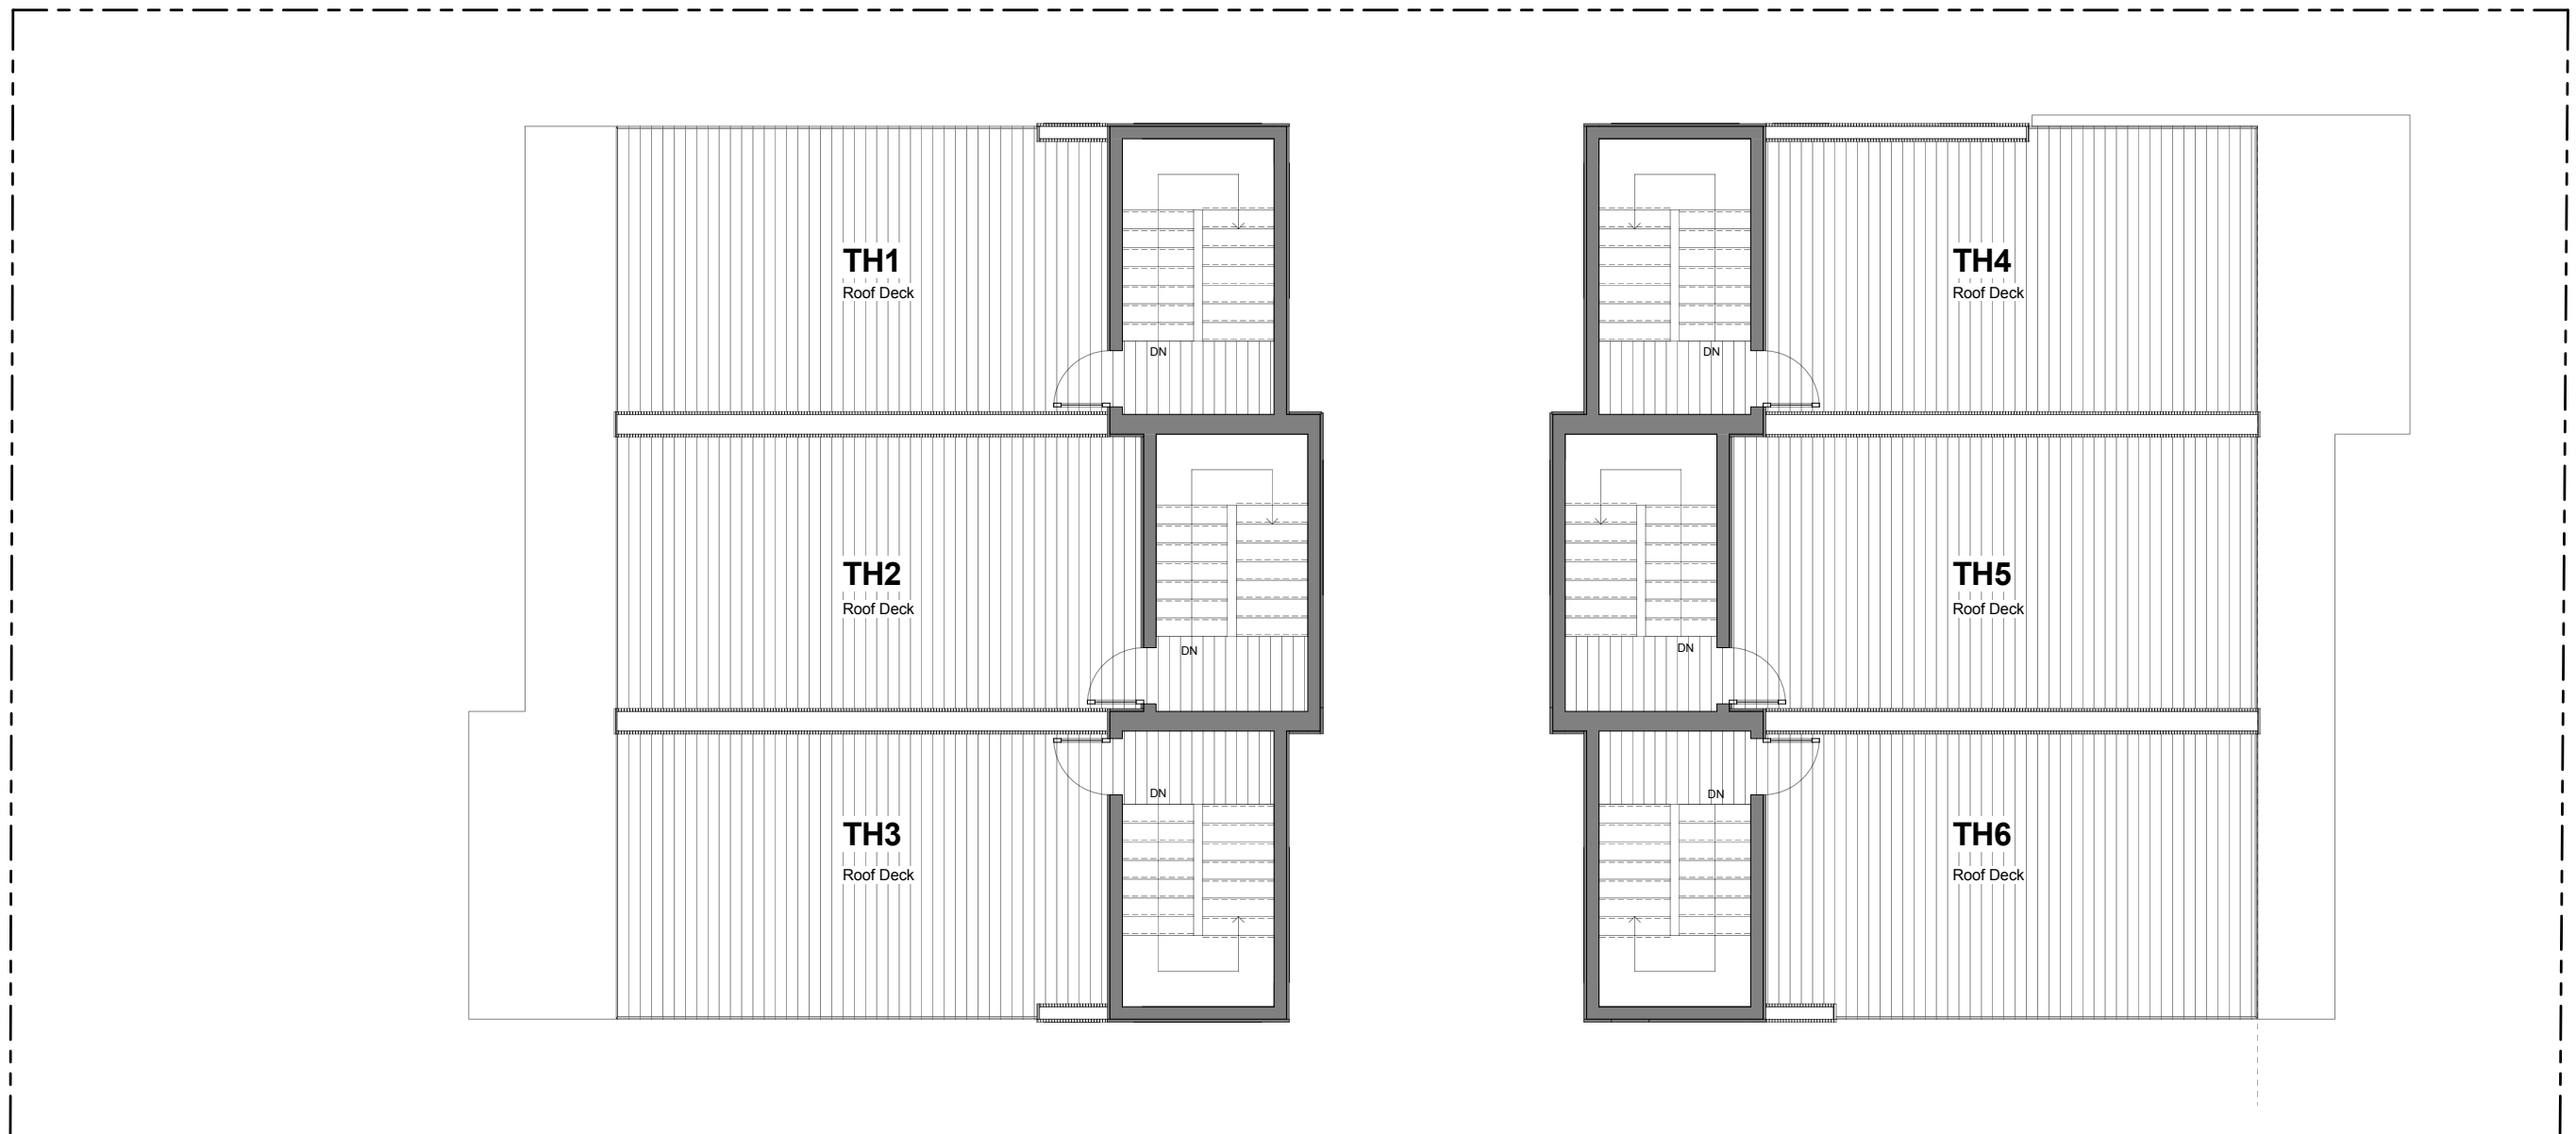 TH1
Roof Deck
DN
TH4
Roof Deck
DN
TH2
Roof Deck
DN
TH5
Roof Deck
DN
TH3
Roof Deck
DN
TH6
Roof Deck
DN